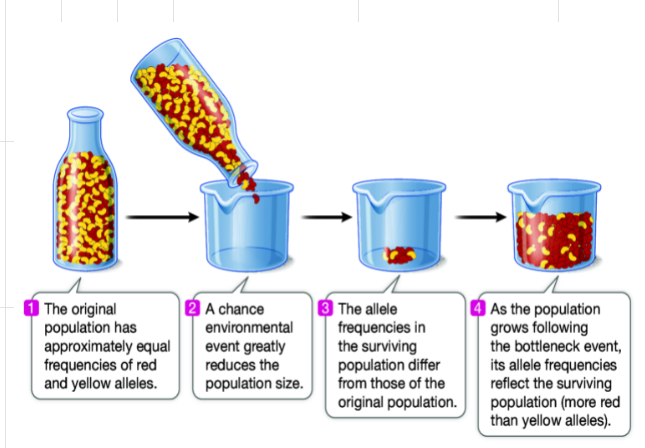 1 The original
population has
approximately equal
frequencies of red
and yellow alleles.
2 A chance
environmental
event greatly
reduces the
population size.
3 The allele
frequencies in
the surviving
population differ
from those of the
original population.
4 As the population
grows following
the bottleneck event,
its allele frequencies
reflect the surviving
population (more red
than yellow alleles).